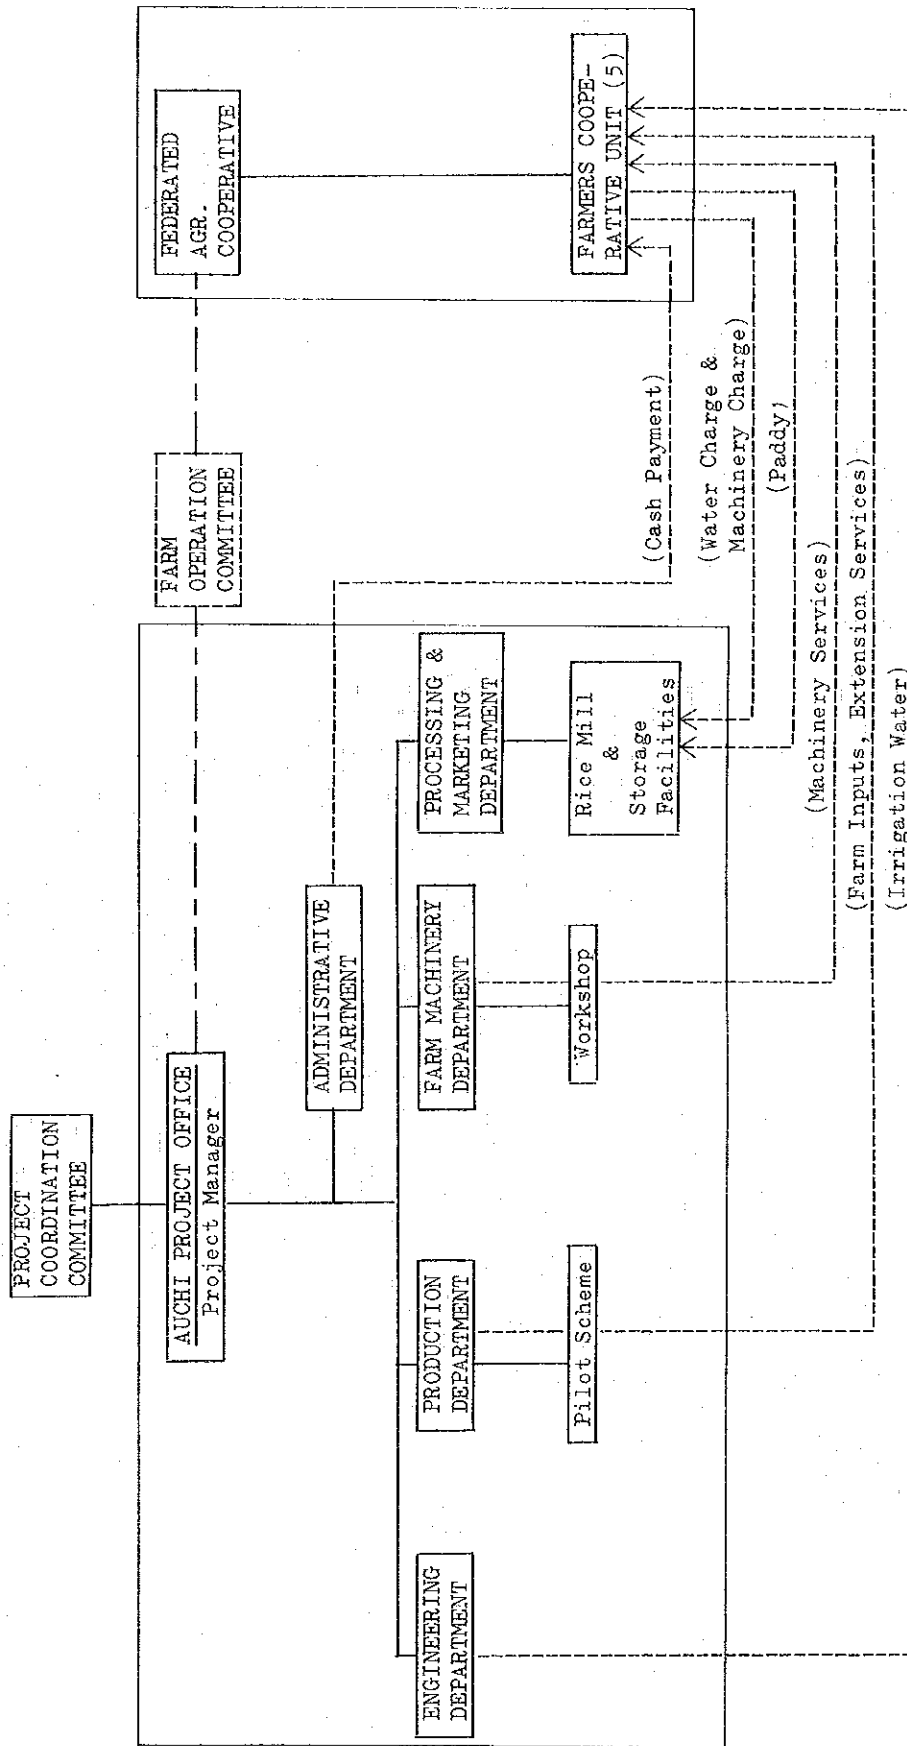 PROJECT
COORDINATION
COMMITTEE
AUCHI PROJECT OFFICE
Project Manager
FARM
OPERATION
COMMITTEE
FEDERATED
AGR.
COOPERATIVE
ADMINISTRATIVE
DEPARTMENT
ENGINEERING
DEPARTMENT
PRODUCTION
DEPARTMENT
FARM MACHINERY
DEPARTMENT
PROCESSING &
MARKETING
DEPARTMENT
Pilot Scheme
Workshop
Rice Mill
&
Storage
Facilities
FARMERS COOPE-
RATIVE UNIT (5)
(Cash Payment)
(Water Charge &
Machinery Charge)
(Paddy)
(Machinery Services)
(Farm Inputs, Extension Services)
(Irrigation Water)